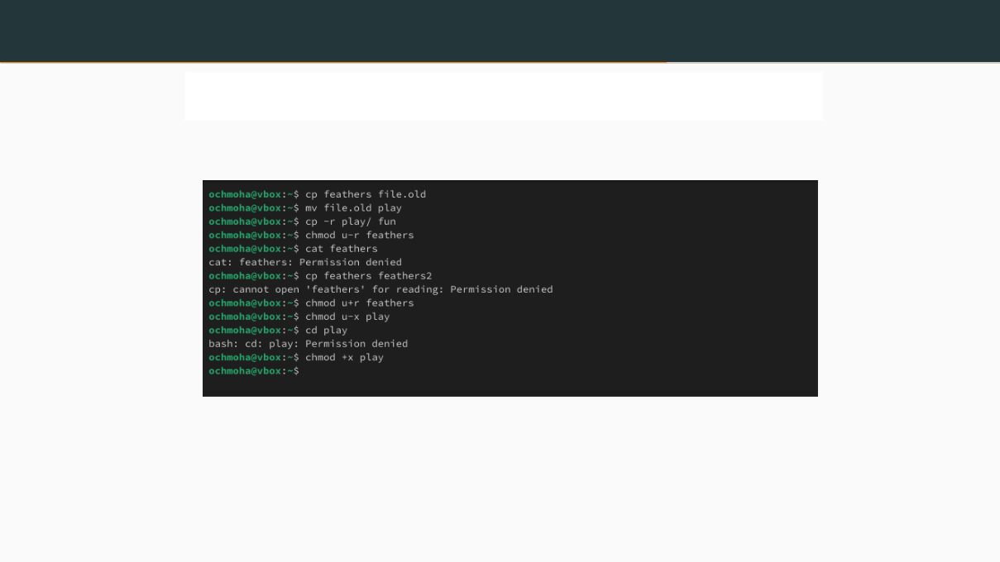 ochmoha@vbox:~$ cp feathers file.old
ochmoha@vbox:~$ mv file.old play
ochmoha@vbox:~$ cp -r play/ fun
ochmoha@vbox:~$ chmod u-r feathers
ochmoha@vbox:~$ cat feathers
cat: feathers: Permission denied
ochmoha@vbox:~$ cp feathers feathers2
cp: cannot open 'feathers' for reading: Permission denied
ochmoha@vbox:~$ chmod u+r feathers
ochmoha@vbox:~$ chmod u-x play
ochmoha@vbox:~$ cd play
bash: cd: play: Permission denied
ochmoha@vbox:~$ chmod +x play
ochmoha@vbox:~$